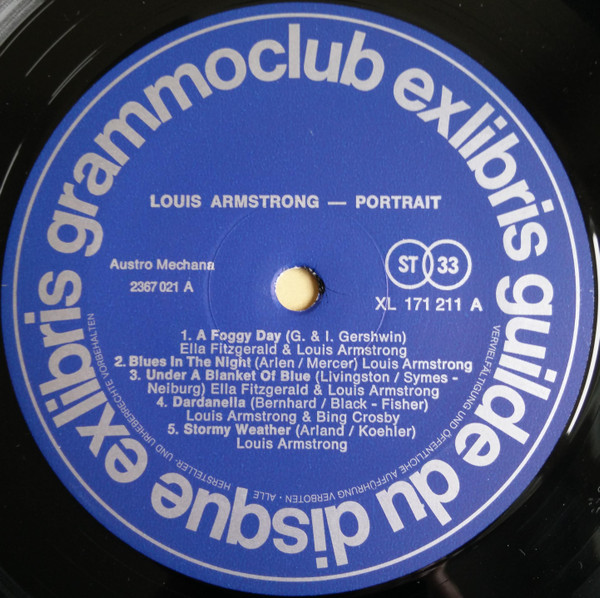 grammoclub exlibris guilde du disque exlibris
LOUIS ARMSTRONG — PORTRAIT
Austro Mechana
2367 021 A
ST 33
XL 171 211 A
1. A Foggy Day (G. & I. Gershwin)
Ella Fitzgerald & Louis Armstrong
2. Blues In The Night (Arlen / Mercer) Louis Armstrong
3. Under A Blanket Of Blue (Livingston / Symes -
Neiburg) Ella Fitzgerald & Louis Armstrong
4. Dardanella (Bernhard / Black - Fisher)
Louis Armstrong & Bing Crosby
5. Stormy Weather (Arland / Koehler)
Louis Armstrong
VERVIELFÄLTIGUNG UND ÖFFENTLICHE AUFFÜHRUNG VERBOTEN · ALLE HERSTELLER- UND URHEBERRECHTE VORBEHALTEN